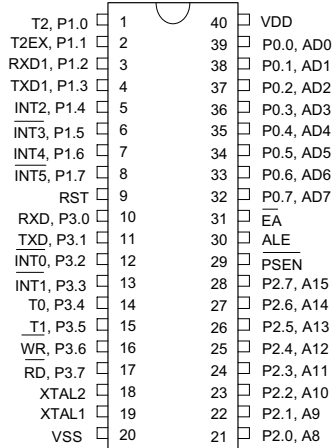 T2, P1.0 1 40 VDD
T2EX, P1.1 2 39 P0.0, AD0
RXD1, P1.2 3 38 P0.1, AD1
TXD1, P1.3 4 37 P0.2, AD2
INT2, P1.4 5 36 P0.3, AD3
INT3, P1.5 6 35 P0.4, AD4
INT4, P1.6 7 34 P0.5, AD5
INT5, P1.7 8 33 P0.6, AD6
RST 9 32 P0.7, AD7
RXD, P3.0 10 31 EA
TXD, P3.1 11 30 ALE
INT0, P3.2 12 29 PSEN
INT1, P3.3 13 28 P2.7, A15
T0, P3.4 14 27 P2.6, A14
T1, P3.5 15 26 P2.5, A13
WR, P3.6 16 25 P2.4, A12
RD, P3.7 17 24 P2.3, A11
XTAL2 18 23 P2.2, A10
XTAL1 19 22 P2.1, A9
VSS 20 21 P2.0, A8